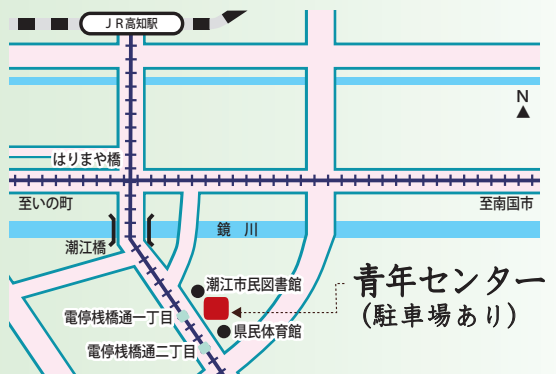 JR高知駅
N
はりまや橋
至いの町
至南国市
鏡 川
潮江橋
潮江市民図書館
青年センター
(駐車場あり)
電停桟橋通一丁目
県民体育館
電停桟橋通二丁目